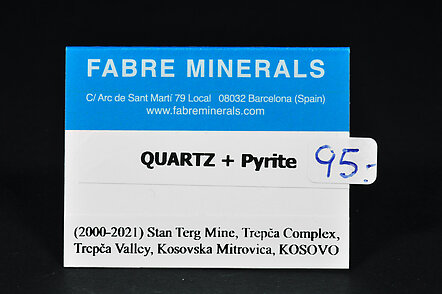 FABRE MINERALS
C/ Arc de Sant Martí 79 Local 08032 Barcelona (Spain)
www.fabreminerals.com
QUARTZ + Pyrite 95.-
(2000-2021) Stan Terg Mine, Trepča Complex,
Trepča Valley, Kosovska Mitrovica, KOSOVO